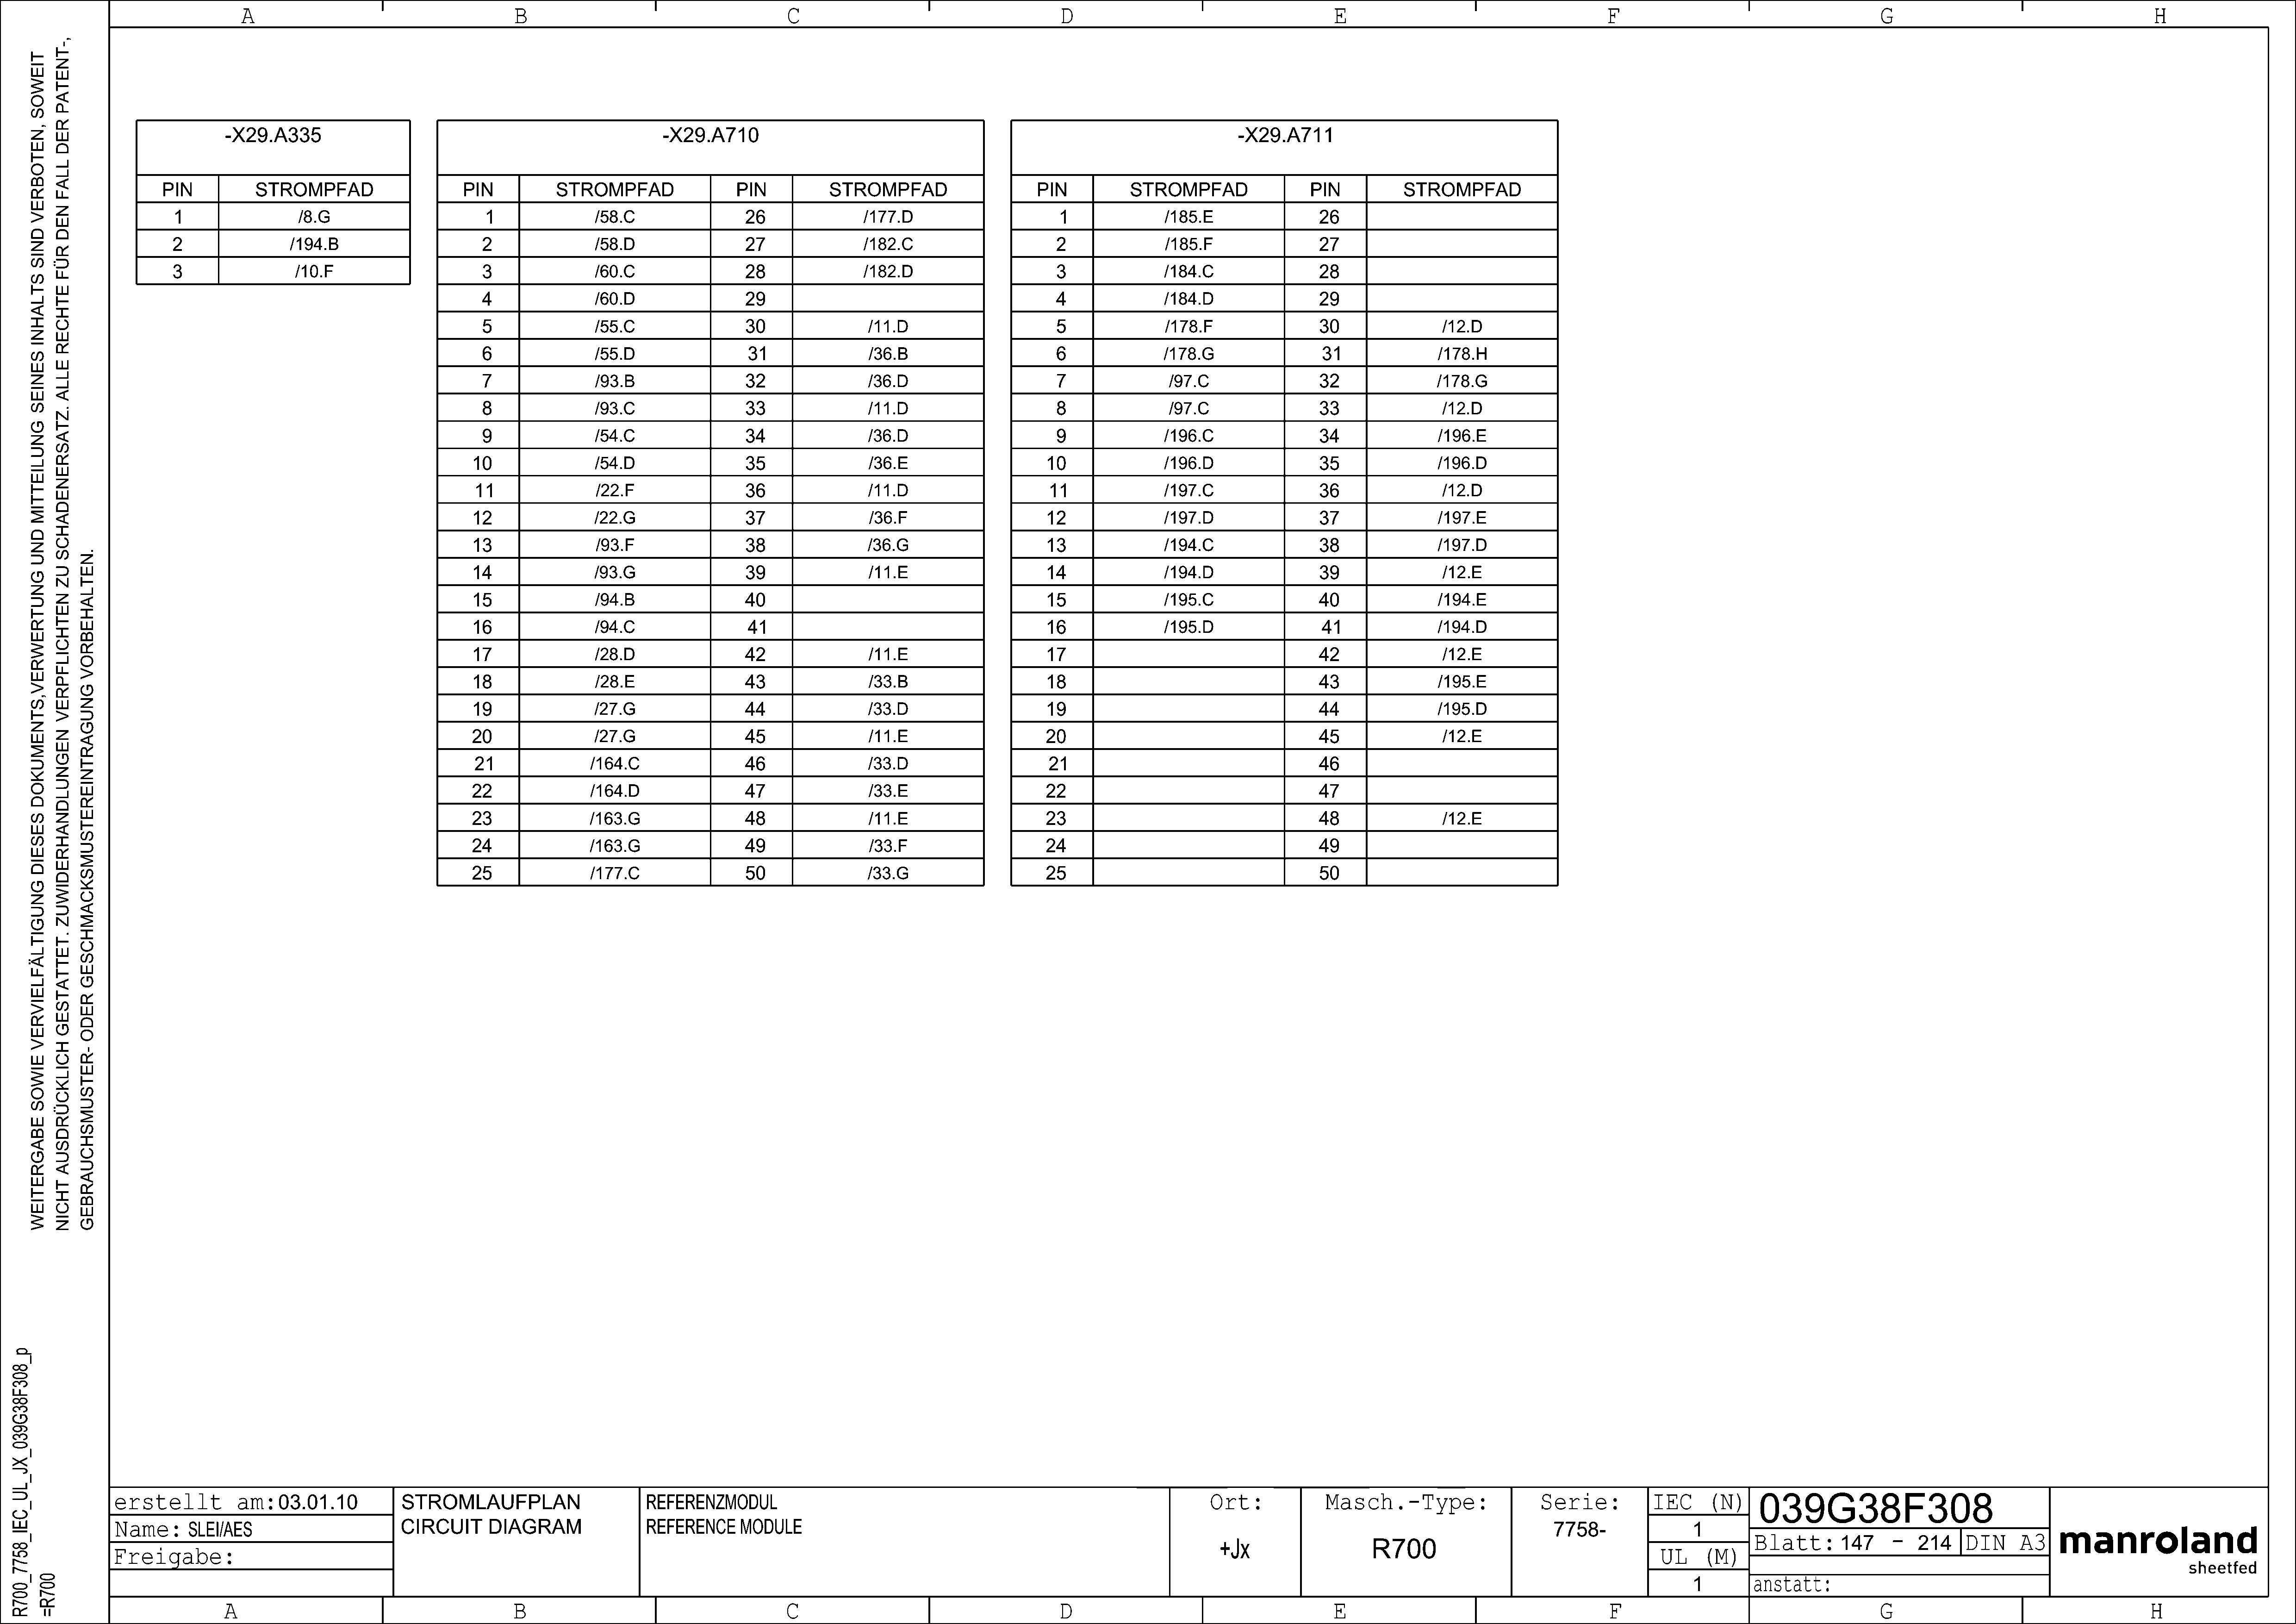 A B C D E F G H
WEITERGABE SOWIE VERVIELFÄLTIGUNG DIESES DOKUMENTS,VERWERTUNG UND MITTEILUNG SEINES INHALTS SIND VERBOTEN, SOWEIT
NICHT AUSDRÜCKLICH GESTATTET. ZUWIDERHANDLUNGEN VERPFLICHTEN ZU SCHADENERSATZ. ALLE RECHTE FÜR DEN FALL DER PATENT-,
GEBRAUCHSMUSTER- ODER GESCHMACKSMUSTEREINTRAGUNG VORBEHALTEN.
R700_7758_IEC_UL_JX_039G38F308_p
=R700
-X29.A335
PIN STROMPFAD
1 /8.G
2 /194.B
3 /10.F
-X29.A710
PIN STROMPFAD PIN STROMPFAD
1 /58.C 26 /177.D
2 /58.D 27 /182.C
3 /60.C 28 /182.D
4 /60.D 29
5 /55.C 30 /11.D
6 /55.D 31 /36.B
7 /93.B 32 /36.D
8 /93.C 33 /11.D
9 /54.C 34 /36.D
10 /54.D 35 /36.E
11 /22.F 36 /11.D
12 /22.G 37 /36.F
13 /93.F 38 /36.G
14 /93.G 39 /11.E
15 /94.B 40
16 /94.C 41
17 /28.D 42 /11.E
18 /28.E 43 /33.B
19 /27.G 44 /33.D
20 /27.G 45 /11.E
21 /164.C 46 /33.D
22 /164.D 47 /33.E
23 /163.G 48 /11.E
24 /163.G 49 /33.F
25 /177.C 50 /33.G
-X29.A711
PIN STROMPFAD PIN STROMPFAD
1 /185.E 26
2 /185.F 27
3 /184.C 28
4 /184.D 29
5 /178.F 30 /12.D
6 /178.G 31 /178.H
7 /97.C 32 /178.G
8 /97.C 33 /12.D
9 /196.C 34 /196.E
10 /196.D 35 /196.D
11 /197.C 36 /12.D
12 /197.D 37 /197.E
13 /194.C 38 /197.D
14 /194.D 39 /12.E
15 /195.C 40 /194.E
16 /195.D 41 /194.D
17 42 /12.E
18 43 /195.E
19 44 /195.D
20 45 /12.E
21 46
22 47
23 48 /12.E
24 49
25 50
erstellt am: 03.01.10
Name: SLEI/AES
Freigabe:
STROMLAUFPLAN
CIRCUIT DIAGRAM
REFERENZMODUL
REFERENCE MODULE
Ort:
+Jx
Masch.-Type:
R700
Serie:
7758-
IEC (N)
1
UL (M)
1
039G38F308
Blatt: 147 - 214 DIN A3
anstatt:
manroland
sheetfed
A B C D E F G H